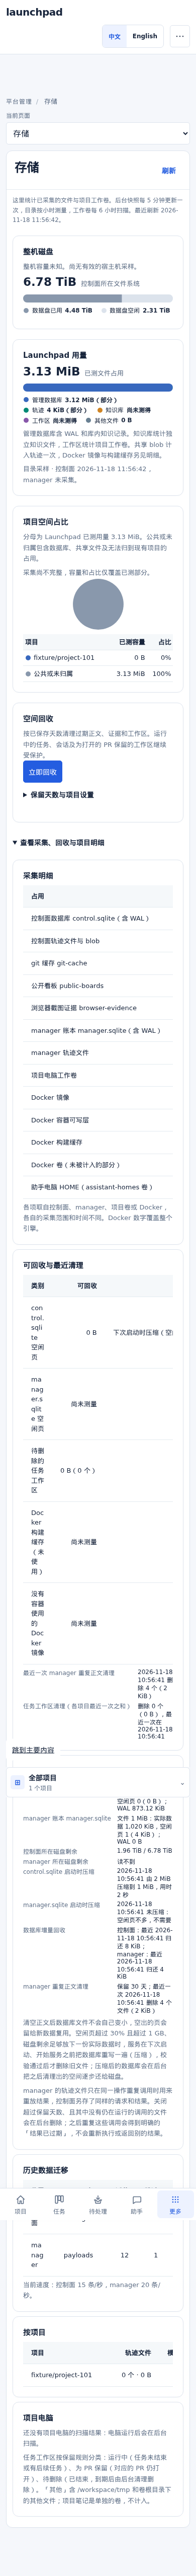 launchpad
中文 English ···
平台管理 / 存储
当前页面
存储
存储
刷新
这里统计已采集的文件与项目工作卷。后台快照每 5 分钟更新一
次，目录按小时测量，工作卷每 6 小时扫描。最近刷新 2026-
11-18 11:56:42。
整机磁盘
整机容量未知。尚无有效的宿主机采样。
6.78 TiB 控制面所在文件系统
数据盘已用 4.48 TiB 数据盘空闲 2.31 TiB
Launchpad 用量
3.13 MiB 已测文件占用
管理数据库 3.12 MiB（部分）
轨迹 4 KiB（部分） 知识库 尚未测得
工作区 尚未测得 其他文件 0 B
管理数据库含 WAL 和库内知识记录。知识库统计独
立知识文件，工作区统计项目工作卷。共享 blob 计
入轨迹一次，Docker 镜像与构建缓存另见明细。
目录采样 · 控制面 2026-11-18 11:56:42，
manager 未采集。
项目空间占比
分母为 Launchpad 已测用量 3.13 MiB。公共或未
归属包含数据库、共享文件及无法归到现有项目的
占用。
采集尚不完整，容量和占比仅覆盖已测部分。
项目 已测容量 占比
fixture/project-101 0 B 0%
公共或未归属 3.13 MiB 100%
空间回收
按已保存天数清理过期正文、证据和工作区。运行
中的任务、会话及为打开的 PR 保留的工作区继续
受保护。
立即回收
保留天数与项目设置
查看采集、回收与项目明细
采集明细
占用
控制面数据库 control.sqlite（含 WAL）
控制面轨迹文件与 blob
git 缓存 git-cache
公开看板 public-boards
浏览器截图证据 browser-evidence
manager 账本 manager.sqlite（含 WAL）
manager 轨迹文件
项目电脑工作卷
Docker 镜像
Docker 容器可写层
Docker 构建缓存
Docker 卷（未被计入的部分）
助手电脑 HOME（assistant-homes 卷）
各项取自控制面、manager、项目卷或 Docker，
各自的采集范围和时间不同。Docker 数字覆盖整个
引擎。
可回收与最近清理
类别 可回收
con
trol.
sqli
te
空闲
页
0 B 下次启动时压缩（空
ma
nag
er.s
qlit
e 空
闲页
尚未测量
待删
除的
任务
工作
区
0 B（0 个）
Doc
ker
构建
缓存
（未
使
用）
尚未测量
没有
容器
使用
的
Doc
ker
镜像
尚未测量
最近一次 manager 重复正文清理 2026-11-18
10:56:41 删
除 4 个（2
KiB）
任务工作区清理（各项目最近一次之和） 删除 0 个
（0 B），最
近一次在
2026-11-18
10:56:41
跳到主要内容
全部项目
1 个项目
空闲页 0（0 B）；
WAL 873.12 KiB
manager 账本 manager.sqlite 文件 1 MiB：实际数
据 1,020 KiB，空闲
页 1（4 KiB）；
WAL 0 B
控制面所在磁盘剩余 1.96 TiB / 6.78 TiB
manager 所在磁盘剩余 读不到
control.sqlite 启动时压缩 2026-11-18
10:56:41 由 2 MiB
压缩到 1 MiB，用时
2 秒
manager.sqlite 启动时压缩 2026-11-18
10:56:41 未压缩：
空闲页不多，不需要
数据库增量回收 控制面：最近 2026-
11-18 10:56:41 归
还 8 KiB；
manager：最近
2026-11-18
10:56:41 归还 4
KiB
manager 重复正文清理 保留 30 天；最近一
次 2026-11-18
10:56:41 删除 4 个
文件（2 KiB）
清空正文后数据库文件不会自己变小，空出的页会
留给新数据复用。空闲页超过 30% 且超过 1 GB、
磁盘剩余足够放下一份实际数据时，服务在下次启
动、开始服务之前把数据库重写一遍（压缩），校
验通过后才删除旧文件；压缩后的数据库会在后台
把之后清理出的空间逐步还给磁盘。
manager 的轨迹文件只在同一操作重复调用时用来
重放结果，控制面另存了同样的请求和结果。关闭
超过保留天数、且其中没有仍在运行的调用的文件
会在后台删除；之后重复这些调用会得到明确的
「结果已过期」，不会重新执行或返回别的结果。
历史数据迁移
项目 任务 待处理 助手 更多
面
ma
nag
er
payloads 12 1
当前速度：控制面 15 条/秒，manager 20 条/
秒。
按项目
项目 轨迹文件
fixture/project-101 0 个 · 0 B
项目电脑
还没有项目电脑的扫描结果：电脑运行后会在后台
扫描。
任务工作区按保留规则分类：运行中（任务未结束
或有后续任务）、为 PR 保留（对应的 PR 仍打
开）、待删除（已结束，到期后由后台清理删
除）。「其他」含 /workspace/tmp 和卷根目录下
的其他文件；项目笔记是单独的卷，不计入。